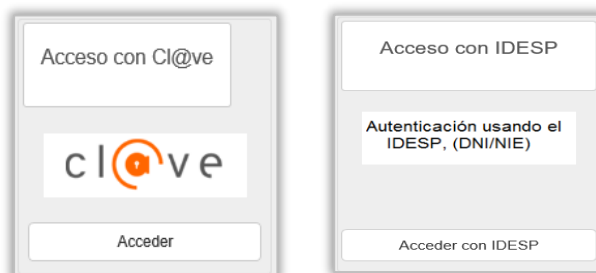 Acceso con Cl@ve
cl@ve
Acceder
Acceso con IDESP
Autenticación usando el
IDESP, (DNI/NIE)
Acceder con IDESP